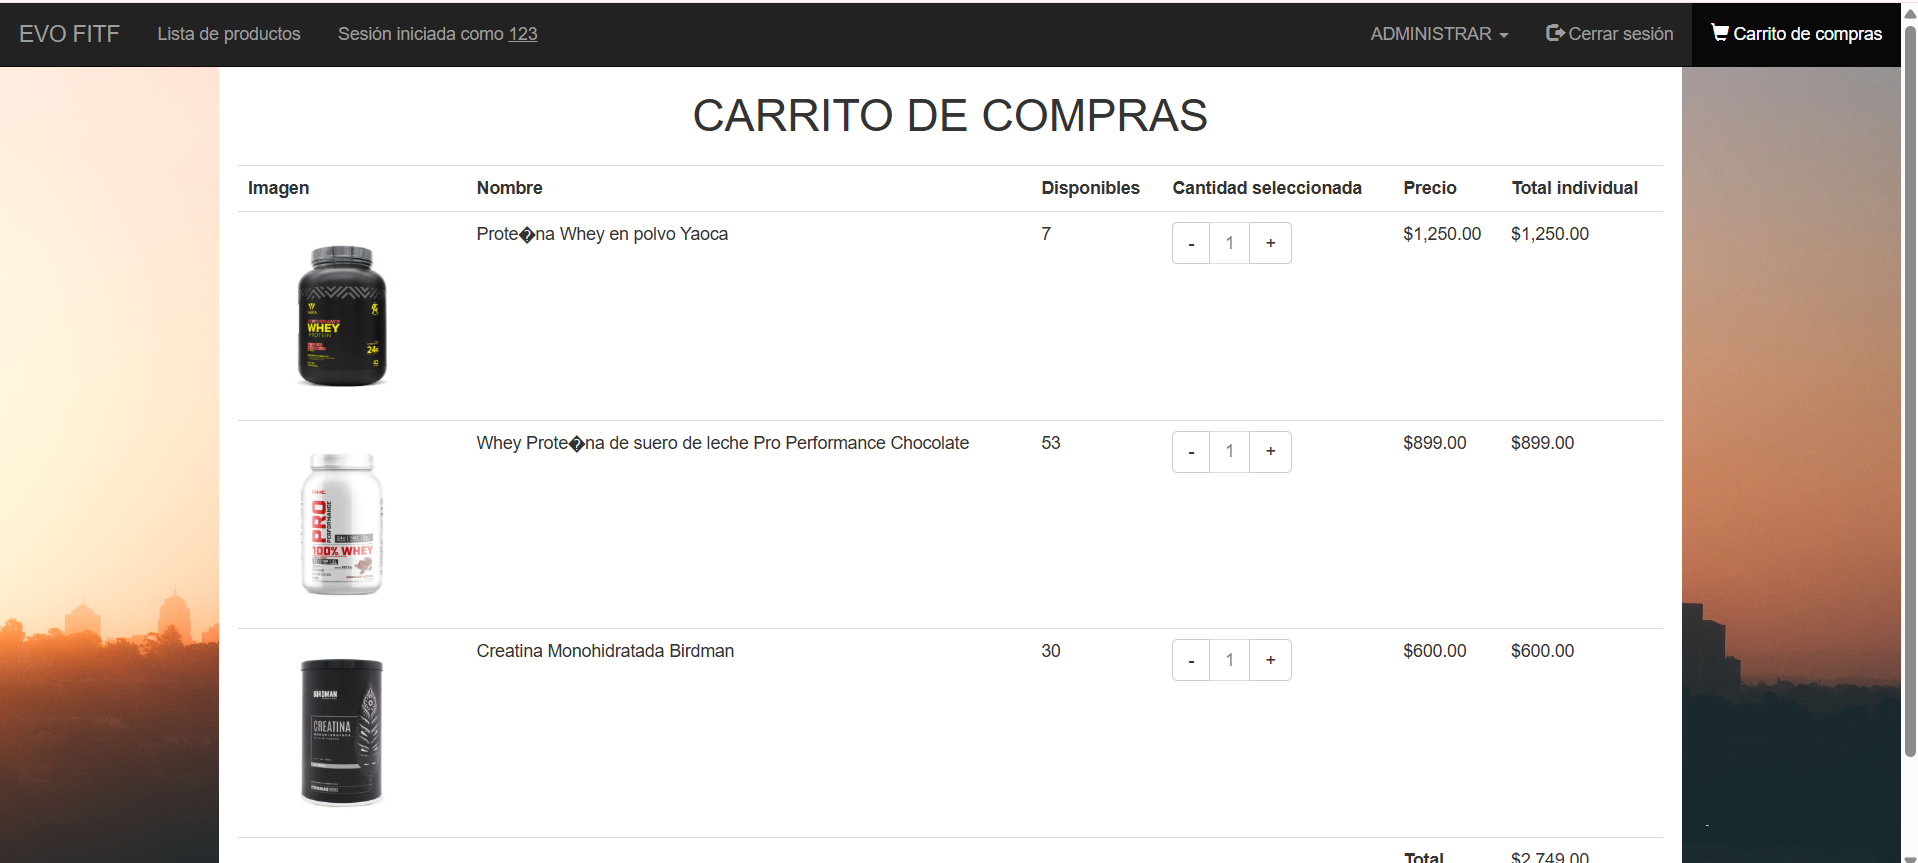 EVO FITF Lista de productos Sesión iniciada como 123 ADMINISTRAR Cerrar sesión Carrito de compras
CARRITO DE COMPRAS
Imagen Nombre Disponibles Cantidad seleccionada Precio Total individual
Prote�na Whey en polvo Yaoca 7 - 1 + $1,250.00 $1,250.00
WHEY
PROTEIN
24
Whey Prote�na de suero de leche Pro Performance Chocolate 53 - 1 + $899.00 $899.00
GNC
PRO
PERFORMANCE
100% WHEY
Creatina Monohidratada Birdman 30 - 1 + $600.00 $600.00
BIRDMAN
CREATINA
MONOHIDRATADA
Total $2,749.00